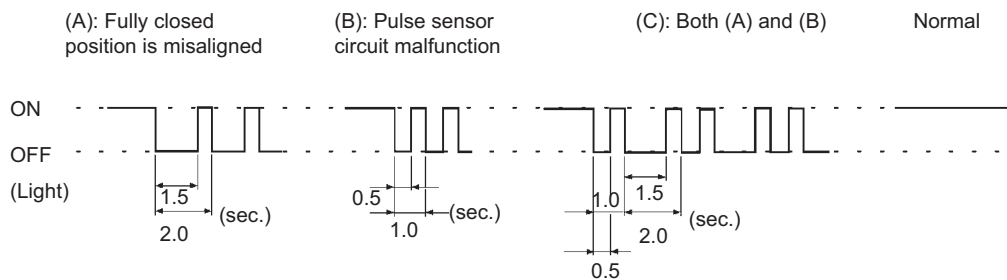 (A): Fully closed
position is misaligned
(B): Pulse sensor
circuit malfunction
(C): Both (A) and (B)
Normal
ON
OFF
(Light)
1.5
(sec.)
2.0
0.5
(sec.)
1.0
1.0
1.5
(sec.)
2.0
0.5